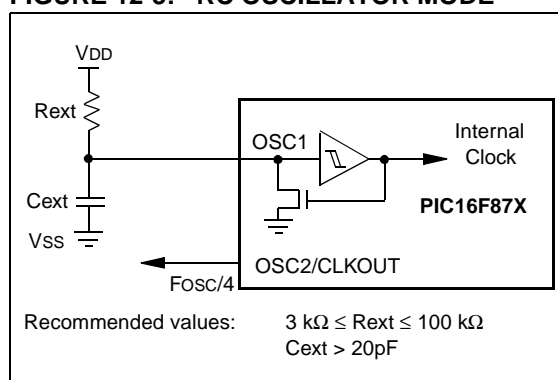 FIGURE 12-3: RC OSCILLATOR MODE
VDD
Rext
OSC1
Internal
Clock
Cext
PIC16F87X
VSS
OSC2/CLKOUT
FOSC/4
Recommended values: 3 kΩ ≤ Rext ≤ 100 kΩ
Cext > 20pF